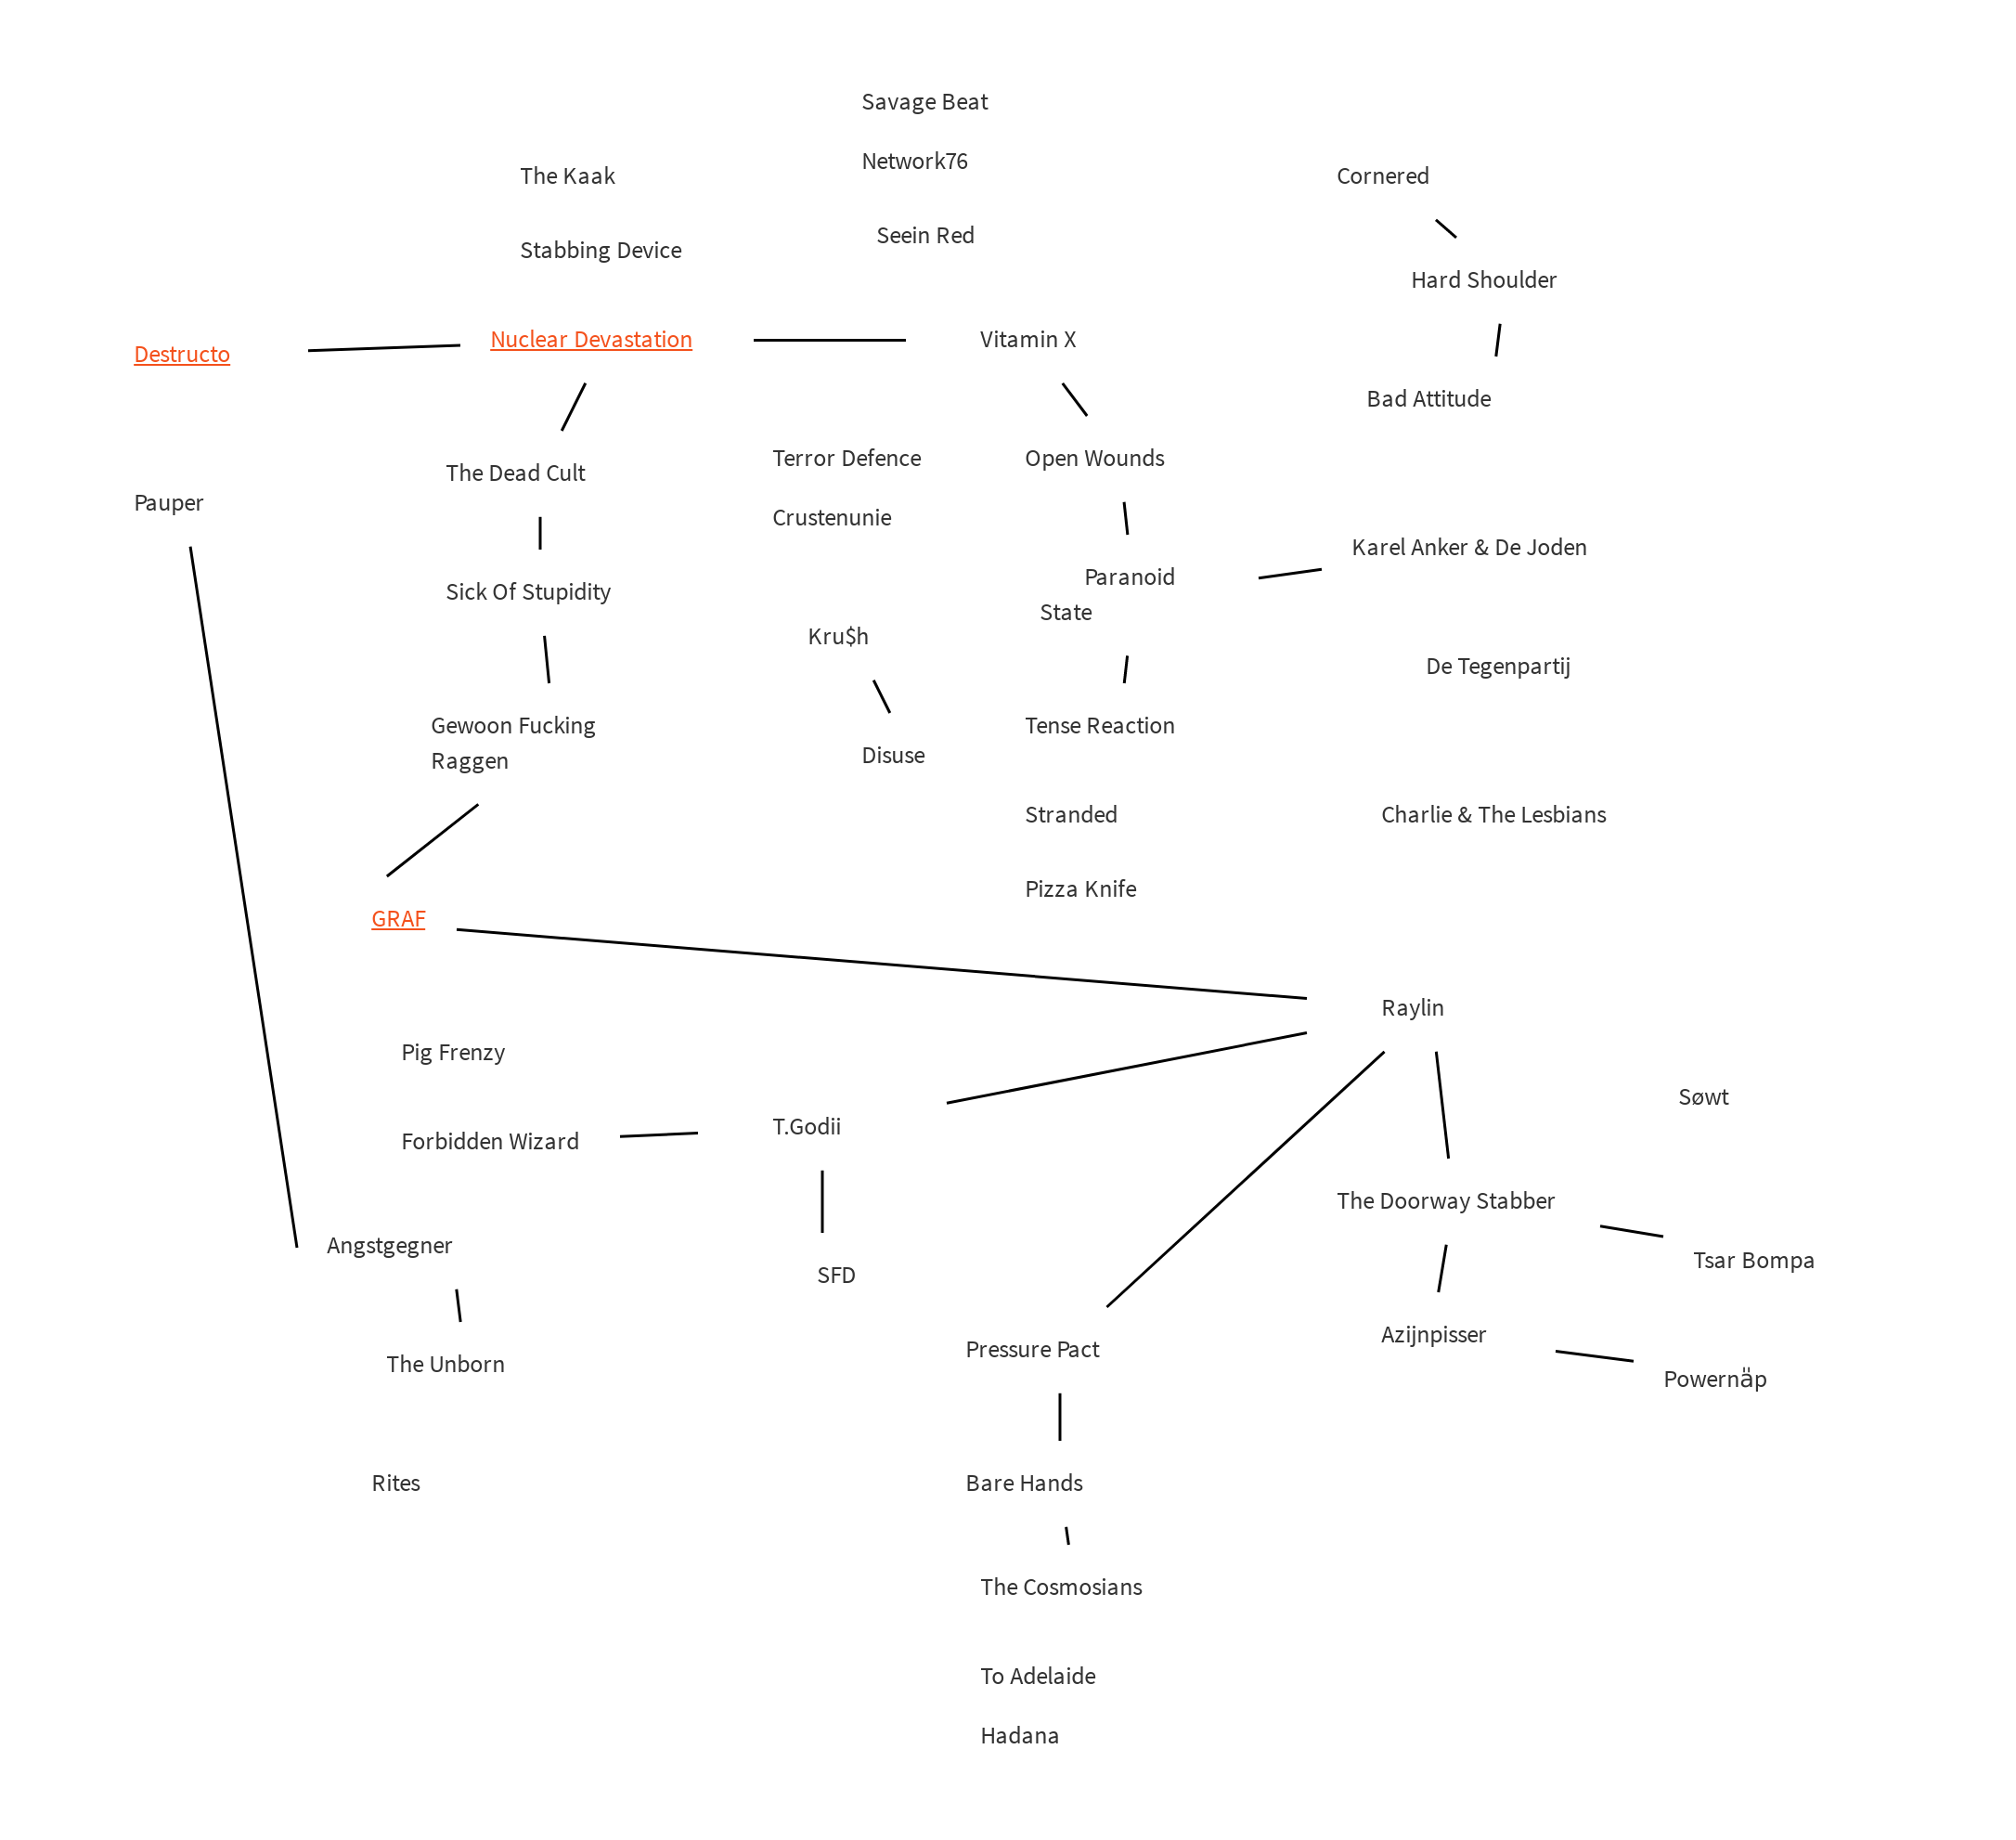 Savage Beat
Network76
The Kaak
Cornered
Seein Red
Stabbing Device
Hard Shoulder
Destructo
Nuclear Devastation
Vitamin X
Bad Attitude
Terror Defence
Open Wounds
The Dead Cult
Pauper
Crustenunie
Karel Anker & De Joden
Paranoid
State
Sick Of Stupidity
Kru$h
De Tegenpartij
Gewoon Fucking
Raggen
Tense Reaction
Disuse
Stranded
Charlie & The Lesbians
Pizza Knife
GRAF
Raylin
Pig Frenzy
Søwt
T.Godii
Forbidden Wizard
The Doorway Stabber
Angstgegner
Tsar Bompa
SFD
Azijnpisser
Pressure Pact
The Unborn
Powernä̈p
Rites
Bare Hands
The Cosmosians
To Adelaide
Hadana